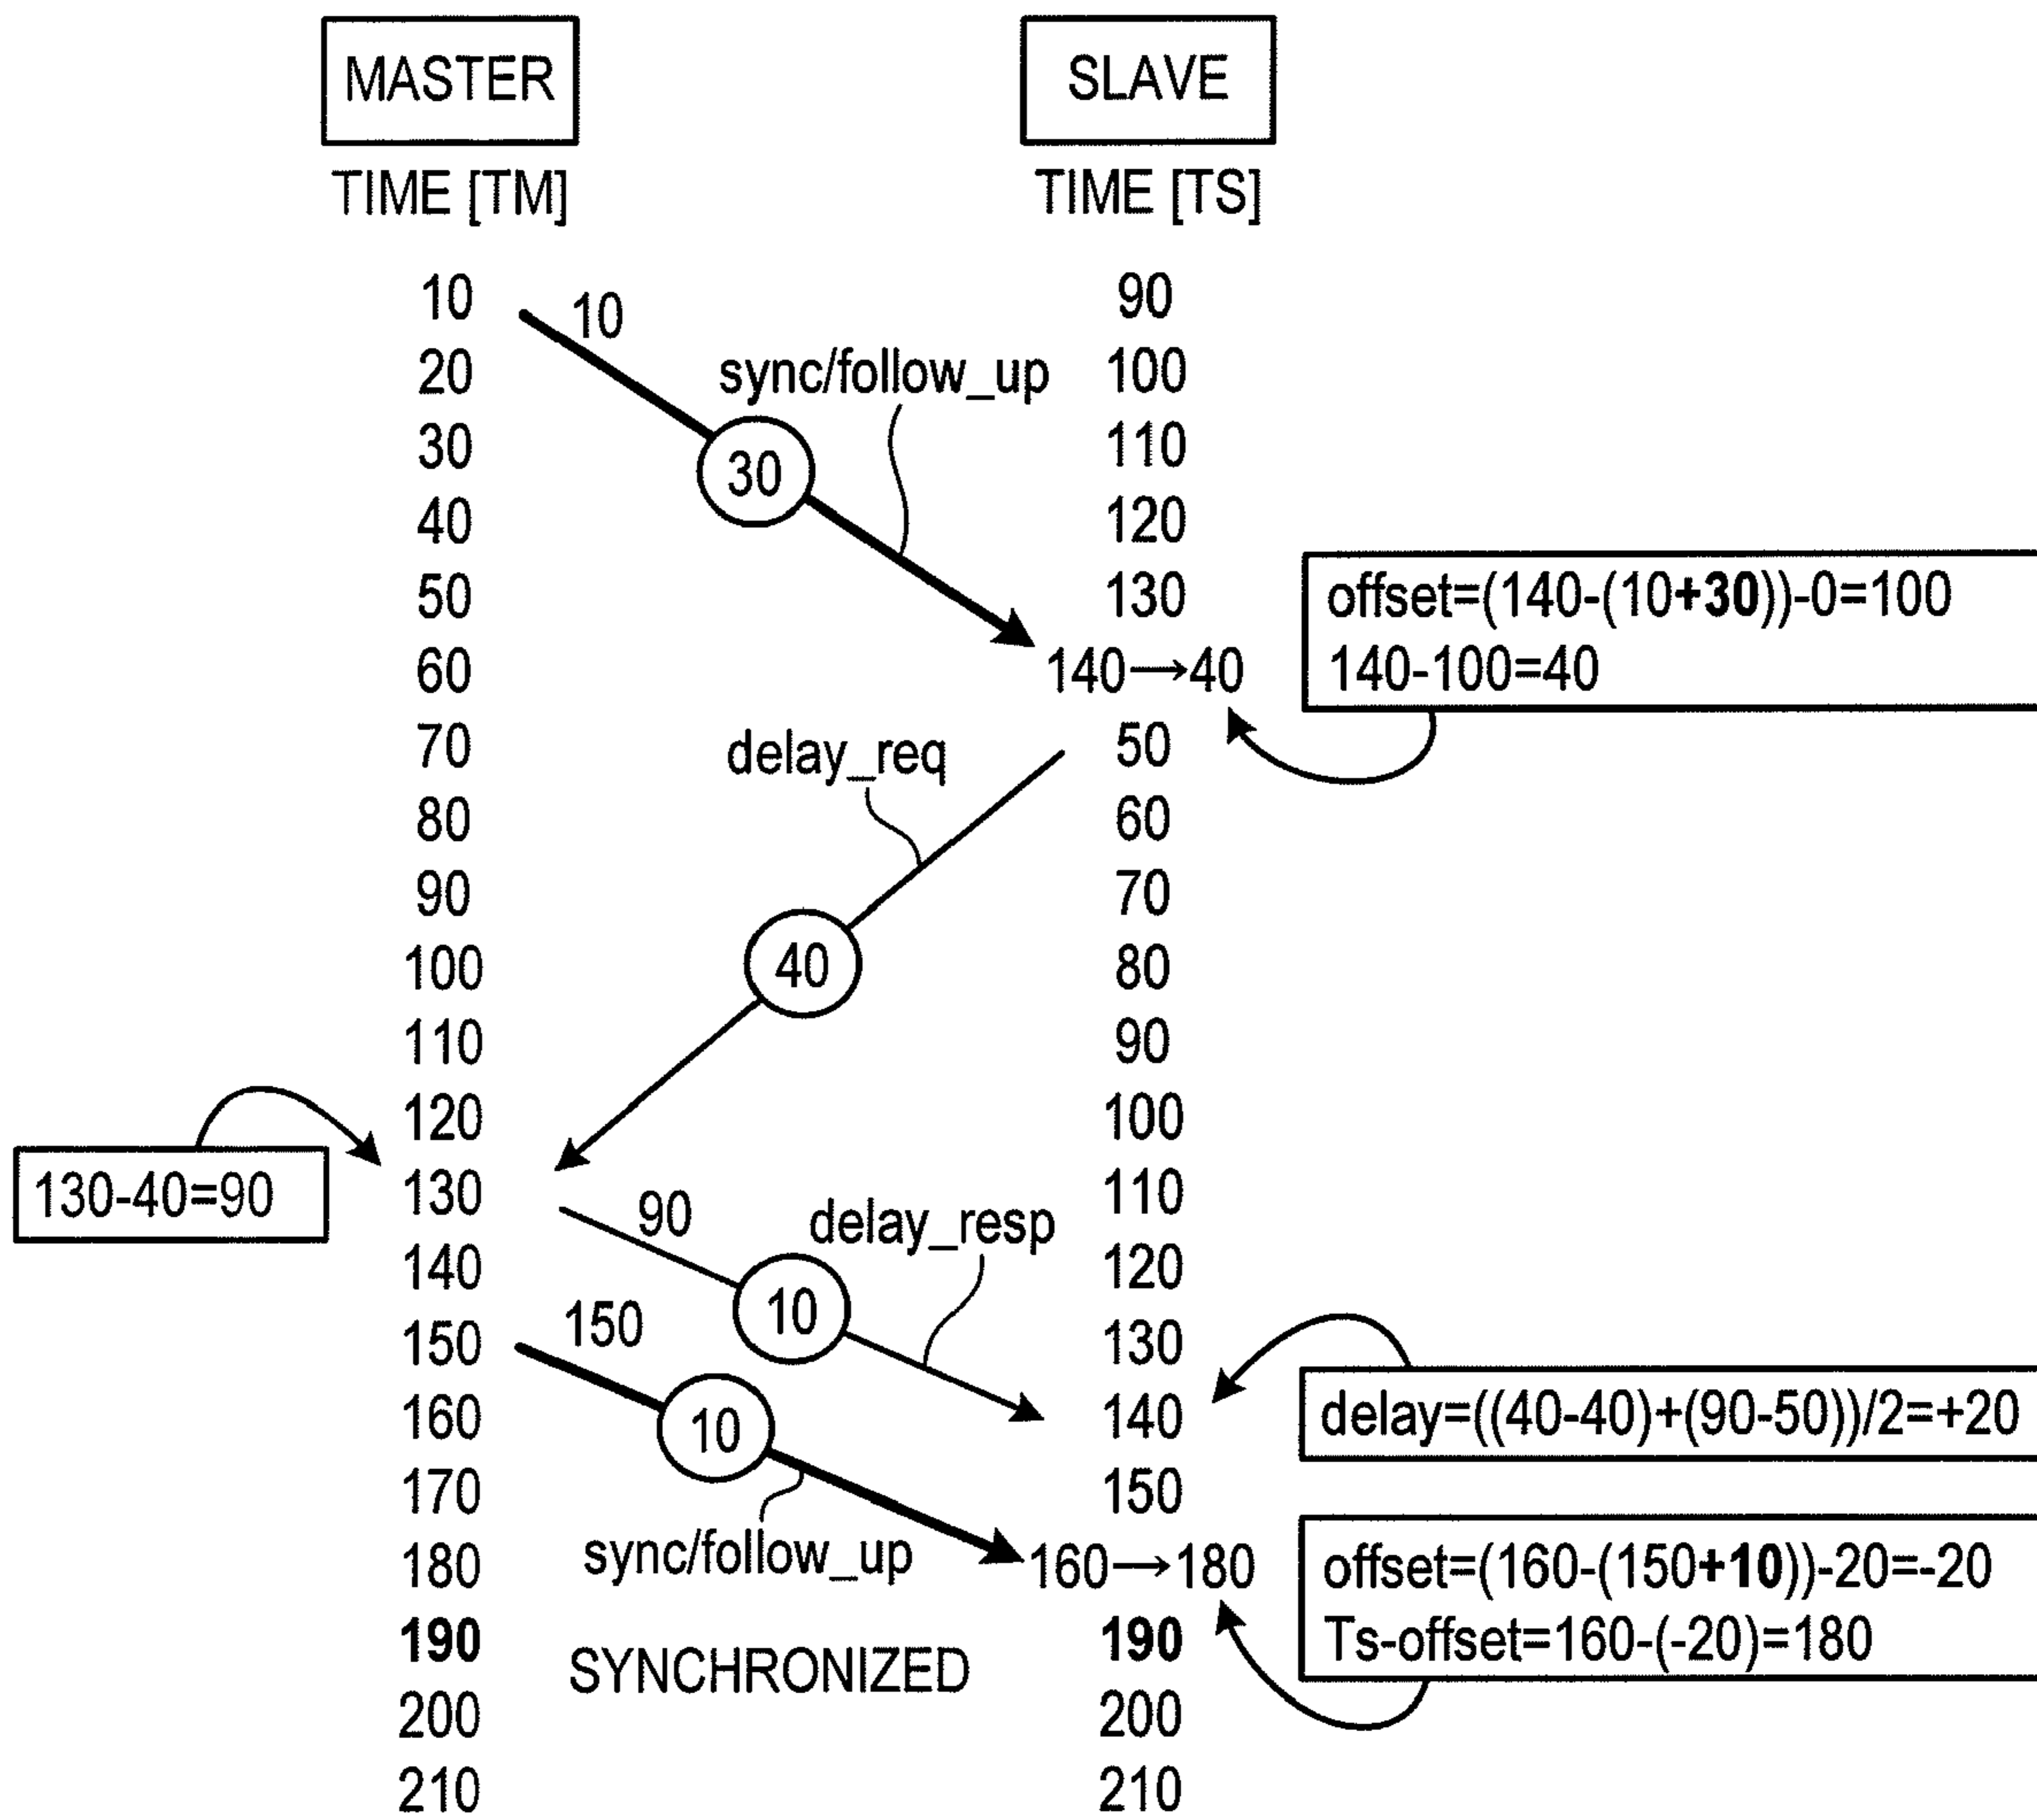 MASTER SLAVE
TIME [TM] TIME [TS]
10 10 90
20 sync/follow_up 100
30 30 110
40 120
50 130 offset=(140-(10+30))-0=100
60 140→40 140-100=40
70 delay_req 50
80 60
90 70
100 40 80
110 90
120 100
130-40=90 130 90 delay_resp 110
140 10 120
150 150 130
160 10 140 delay=((40-40)+(90-50))/2=+20
170 150
180 sync/follow_up 160→180 offset=(160-(150+10))-20=-20
190 SYNCHRONIZED 190 Ts-offset=160-(-20)=180
200 200
210 210